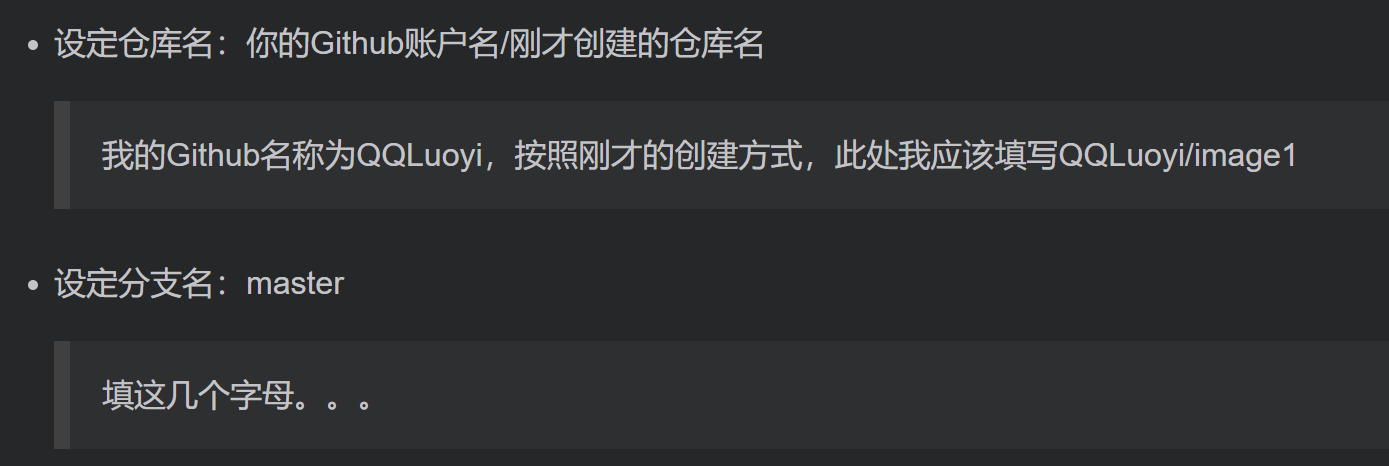 设定仓库名：你的Github账户名/刚才创建的仓库名
我的Github名称为QQLuoyi，按照刚才的创建方式，此处我应该填写QQLuoyi/image1
设定分支名：master
填这几个字母。。。